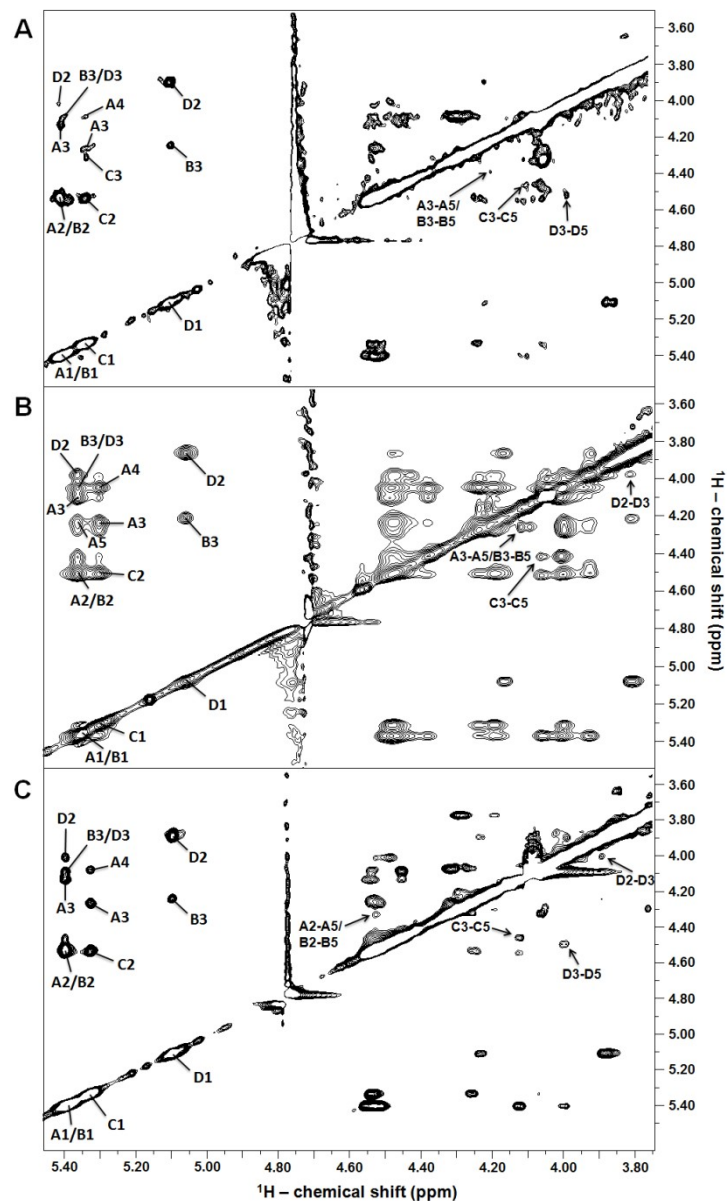 A
3.60
3.80
4.00
4.20
4.40
4.60
4.80
5.00
5.20
5.40
¹H – chemical shift (ppm)
D2
B3/D3
A4
A3
A3
C3
A2/B2
C2
D2
B3
A3-A5/
B3-B5
C3-C5
D3-D5
D1
C1
A1/B1
B
3.60
3.80
4.00
4.20
4.40
4.60
4.80
5.00
5.20
5.40
¹H – chemical shift (ppm)
D2
B3/D3
A4
A3
A3
A5
C2
A2/B2
D2
B3
D2-D3
A3-A5/B3-B5
C3-C5
D1
C1
A1/B1
C
3.60
3.80
4.00
4.20
4.40
4.60
4.80
5.00
5.20
5.40
¹H – chemical shift (ppm)
D2
B3/D3
A4
A3
A3
C2
A2/B2
D2
B3
D2-D3
A2-A5/
B2-B5
C3-C5
D3-D5
D1
C1
A1/B1
5.40 5.20 5.00 4.80 4.60 4.40 4.20 4.00
¹H – chemical shift (ppm)